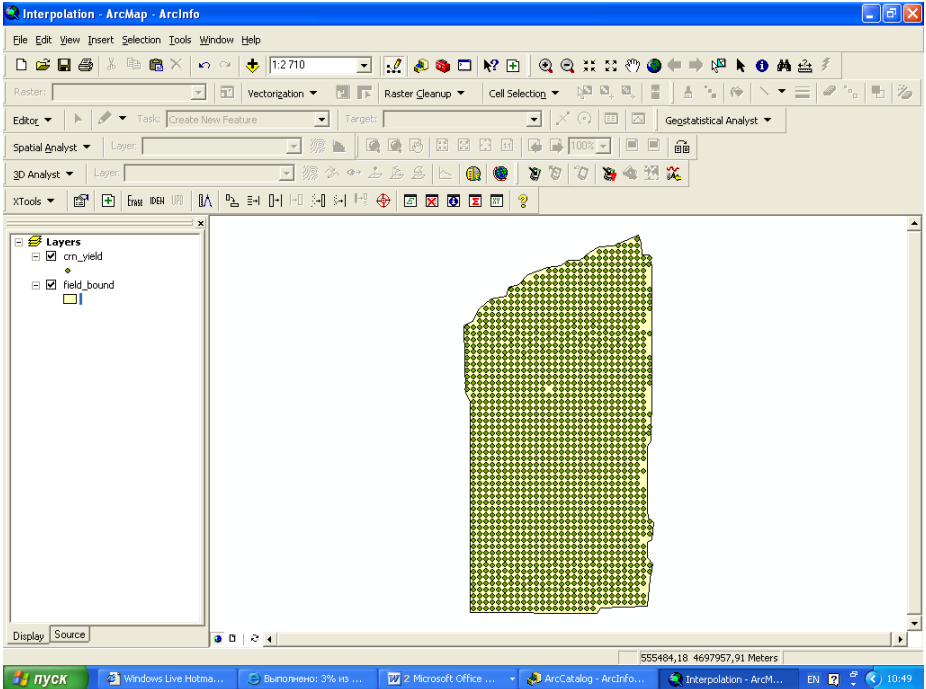 Interpolation - ArcMap - ArcInfo
File Edit View Insert Selection Tools Window Help
1:2 710
Raster: Vectorization Raster Cleanup Cell Selection
Editor Task: Create New Feature Target: Geostatistical Analyst
Spatial Analyst Layer: 100%
3D Analyst Layer:
XTools ERASE IDEN UPD
Layers
crn_yield
field_bound
Display Source
555484,18 4697957,91 Meters
пуск Windows Live Hotma... Выполнено: 3% из ... 2 Microsoft Office ... ArcCatalog - ArcInfo... Interpolation - ArcM... EN 10:49